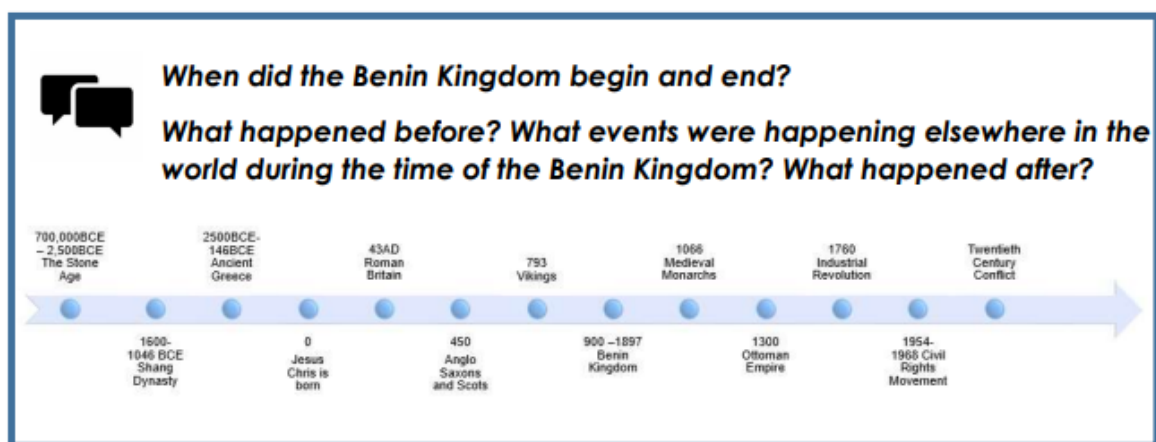 When did the Benin Kingdom begin and end?
What happened before? What events were happening elsewhere in the
world during the time of the Benin Kingdom? What happened after?
700,000BCE
– 2,500BCE
The Stone
Age
1600-
1046 BCE
Shang
Dynasty
2500BCE-
146BCE
Ancient
Greece
0
Jesus
Chris is
born
43AD
Roman
Britain
450
Anglo
Saxons
and Scots
793
Vikings
900 –1897
Benin
Kingdom
1066
Medieval
Monarchs
1300
Ottoman
Empire
1760
Industrial
Revolution
1954-
1968 Civil
Rights
Movement
Twentieth
Century
Conflict